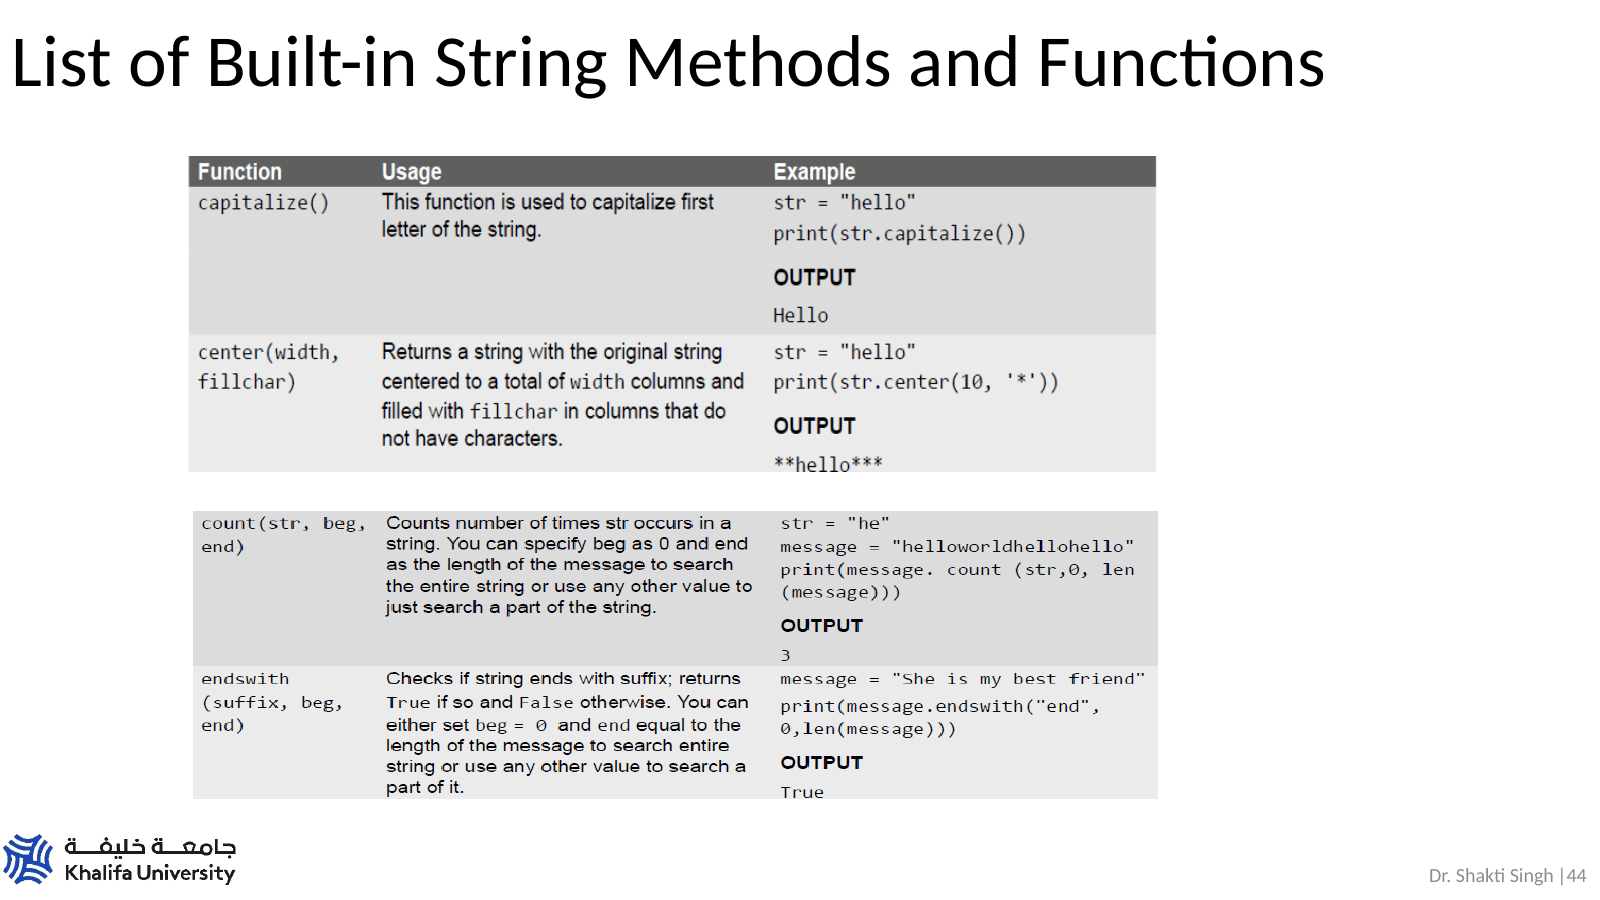 List of Built-in String Methods and Functions
Function Usage Example
capitalize() This function is used to capitalize first str = "hello"
letter of the string. print(str.capitalize())
OUTPUT
Hello
center(width, Returns a string with the original string str = "hello"
fillchar) centered to a total of width columns and print(str.center(10, '*'))
filled with fillchar in columns that do OUTPUT
not have characters.
**hello***
count(str, beg, Counts number of times str occurs in a str = "he"
end) string. You can specify beg as 0 and end message = "helloworldhellohello"
as the length of the message to search print(message. count (str,0, len
the entire string or use any other value to (message)))
just search a part of the string.
OUTPUT
3
endswith Checks if string ends with suffix; returns message = "She is my best friend"
(suffix, beg, True if so and False otherwise. You can print(message.endswith("end",
end) either set beg = 0 and end equal to the 0,len(message)))
length of the message to search entire
string or use any other value to search a OUTPUT
part of it. True
جامعة خليفة
Khalifa University
Dr. Shakti Singh |44